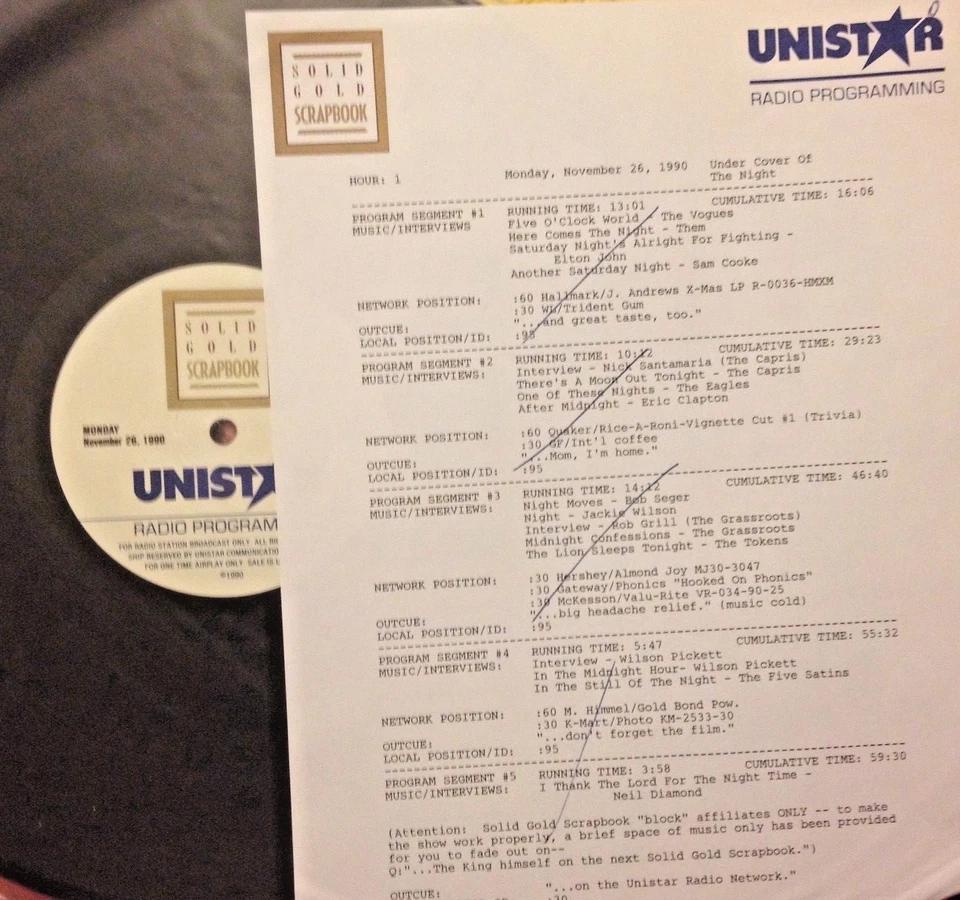 SOLID
GOLD
SCRAPBOOK
UNISTAR
RADIO PROGRAMMING
HOUR: 1 Monday, November 26, 1990 Under Cover Of
The Night
PROGRAM SEGMENT #1 RUNNING TIME: 13:01 CUMULATIVE TIME: 16:06
MUSIC/INTERVIEWS Five O'Clock World - The Vogues
Here Comes The Night - Them
Saturday Night's Alright For Fighting -
Elton John
Another Saturday Night - Sam Cooke
NETWORK POSITION: :60 Hallmark/J. Andrews X-Mas LP R-0036-HMXM
:30 WL/Trident Gum
OUTCUE: "...and great taste, too."
LOCAL POSITION/ID: :95
PROGRAM SEGMENT #2 RUNNING TIME: 10:12 CUMULATIVE TIME: 29:23
MUSIC/INTERVIEWS: Interview - Nick Santamaria (The Capris)
There's A Moon Out Tonight - The Capris
One Of These Nights - The Eagles
After Midnight - Eric Clapton
NETWORK POSITION: :60 Quaker/Rice-A-Roni-Vignette Cut #1 (Trivia)
:30 GF/Int'l coffee
OUTCUE: "...Mom, I'm home."
LOCAL POSITION/ID: :95
PROGRAM SEGMENT #3 RUNNING TIME: 14:12 CUMULATIVE TIME: 46:40
MUSIC/INTERVIEWS: Night Moves - Bob Seger
Night - Jackie Wilson
Interview - Rob Grill (The Grassroots)
Midnight Confessions - The Grassroots
The Lion Sleeps Tonight - The Tokens
NETWORK POSITION: :30 Hershey/Almond Joy MJ30-3047
:30 Gateway/Phonics "Hooked On Phonics"
:30 McKesson/Valu-Rite VR-034-90-25
OUTCUE: "...big headache relief." (music cold)
LOCAL POSITION/ID: :95
PROGRAM SEGMENT #4 RUNNING TIME: 5:47 CUMULATIVE TIME: 55:32
MUSIC/INTERVIEWS: Interview - Wilson Pickett
In The Midnight Hour- Wilson Pickett
In The Still Of The Night - The Five Satins
NETWORK POSITION: :60 M. Himmel/Gold Bond Pow.
:30 K-Mart/Photo KM-2533-30
OUTCUE: "...don't forget the film."
LOCAL POSITION/ID: :95
PROGRAM SEGMENT #5 RUNNING TIME: 3:58 CUMULATIVE TIME: 59:30
MUSIC/INTERVIEWS: I Thank The Lord For The Night Time -
Neil Diamond
(Attention: Solid Gold Scrapbook "block" affiliates ONLY -- to make
the show work properly, a brief space of music only has been provided
for you to fade out on--
Q:"...The King himself on the next Solid Gold Scrapbook.")
OUTCUE: "...on the Unistar Radio Network."
:30
SOLID
GOLD
SCRAPBOOK
MONDAY
November 26, 1990
UNIST
RADIO PROGRAM
FOR RADIO STATION BROADCAST ONLY. ALL
SHIP RESERVED BY UNISTAR COMMUNICATIO
FOR ONE TIME AIRPLAY ONLY. SALE IS
©1990